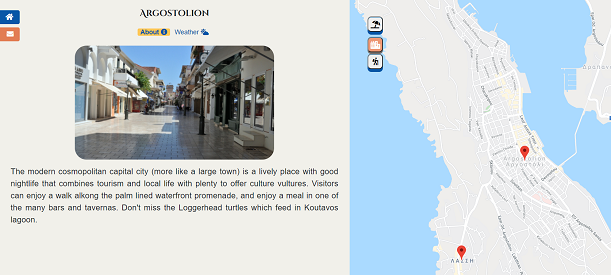 Argostolion
About
Weather
The modern cosmopolitan capital city (more like a large town) is a lively place with good
nightlife that combines tourism and local life with plenty to offer culture vultures. Visitors
can enjoy a walk alkong the palm lined waterfront promenade, and enjoy a meal in one of
the many bars and tavernas. Don't miss the Loggerhead turtles which feed in Koutavos
lagoon.
Argostolion
Αργοστόλι
ΛΑΣΣΗ